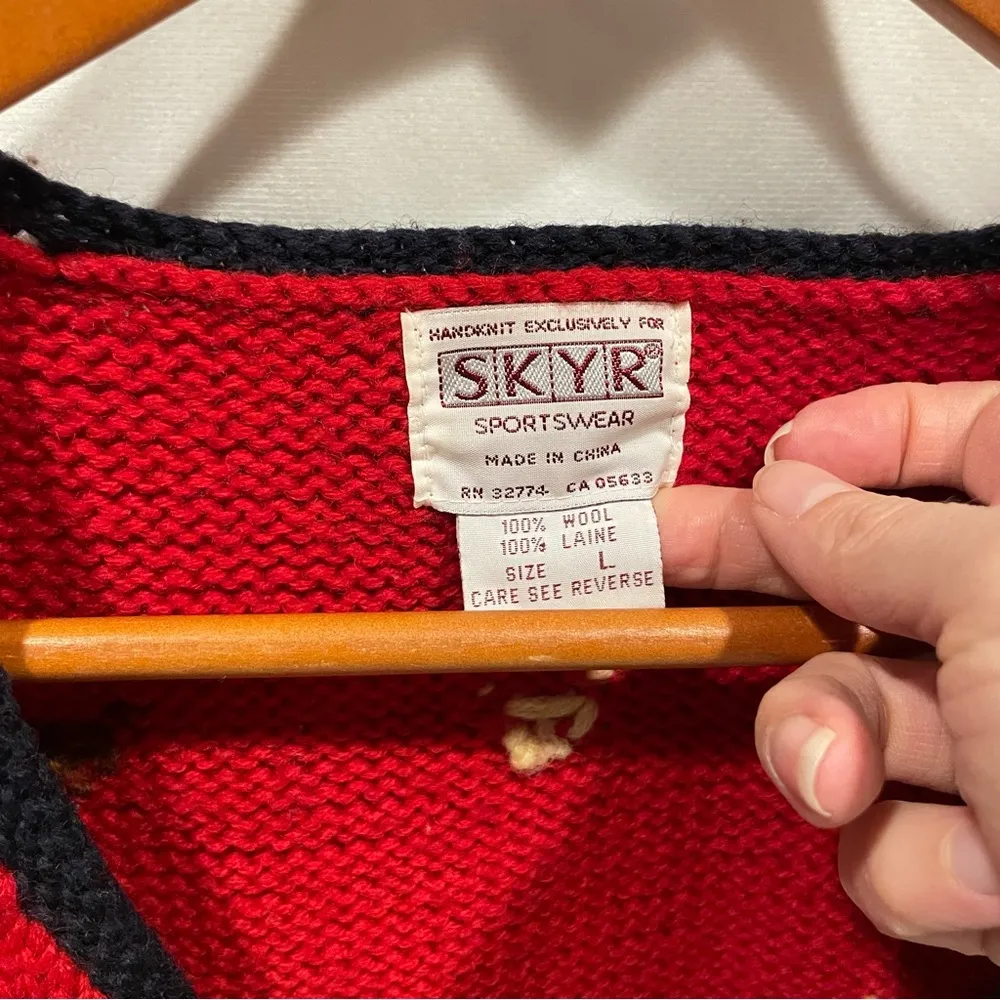 HANDKNIT EXCLUSIVELY FOR
SKYR®
SPORTSWEAR
MADE IN CHINA
RN 32774 CA 05633
100% WOOL
100% LAINE
SIZE L
CARE SEE REVERSE